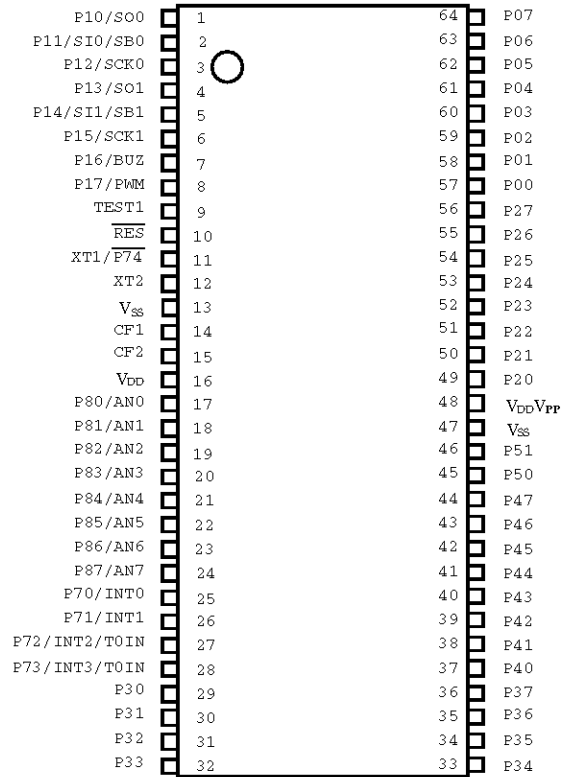 P10/SO0 1 64 P07
P11/SI0/SB0 2 63 P06
P12/SCK0 3 62 P05
P13/SO1 4 61 P04
P14/SI1/SB1 5 60 P03
P15/SCK1 6 59 P02
P16/BUZ 7 58 P01
P17/PWM 8 57 P00
TEST1 9 56 P27
RES 10 55 P26
XT1/P74 11 54 P25
XT2 12 53 P24
VSS 13 52 P23
CF1 14 51 P22
CF2 15 50 P21
VDD 16 49 P20
P80/AN0 17 48 VDDVPP
P81/AN1 18 47 VSS
P82/AN2 19 46 P51
P83/AN3 20 45 P50
P84/AN4 21 44 P47
P85/AN5 22 43 P46
P86/AN6 23 42 P45
P87/AN7 24 41 P44
P70/INT0 25 40 P43
P71/INT1 26 39 P42
P72/INT2/T0IN 27 38 P41
P73/INT3/T0IN 28 37 P40
P30 29 36 P37
P31 30 35 P36
P32 31 34 P35
P33 32 33 P34